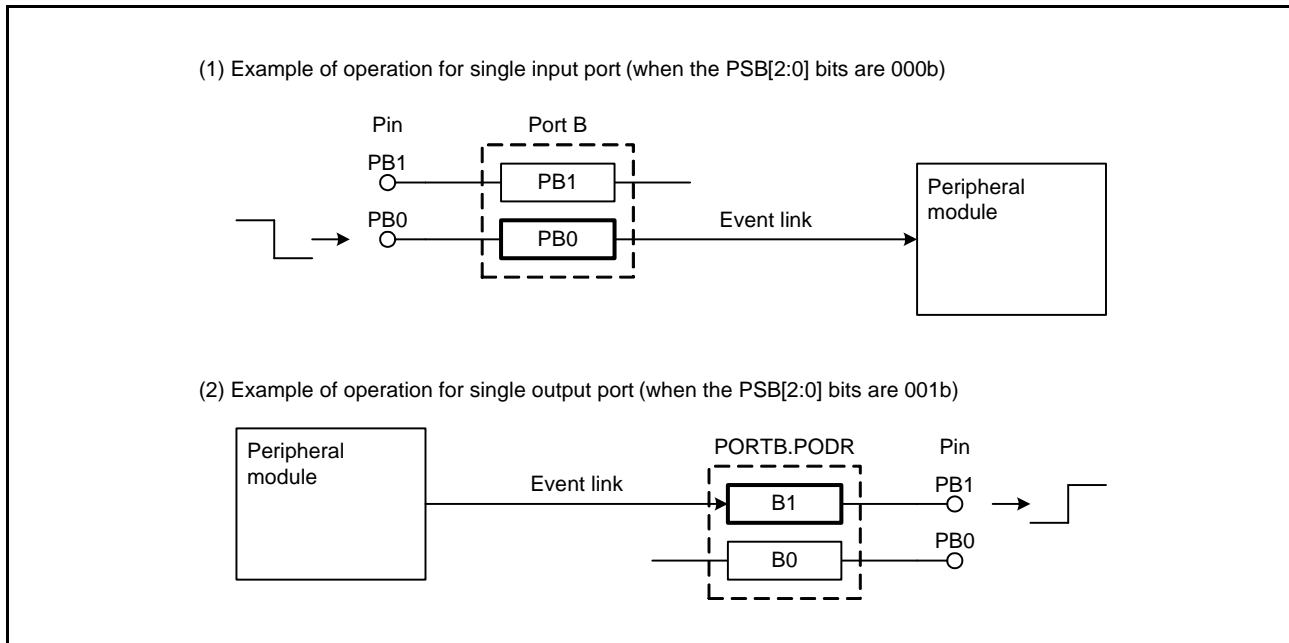 (1) Example of operation for single input port (when the PSB[2:0] bits are 000b)
Pin Port B
PB1
PB1
PB0
PB0
Event link
Peripheral
module
(2) Example of operation for single output port (when the PSB[2:0] bits are 001b)
Peripheral
module
Event link
PORTB.PODR Pin
B1
PB1
B0
PB0